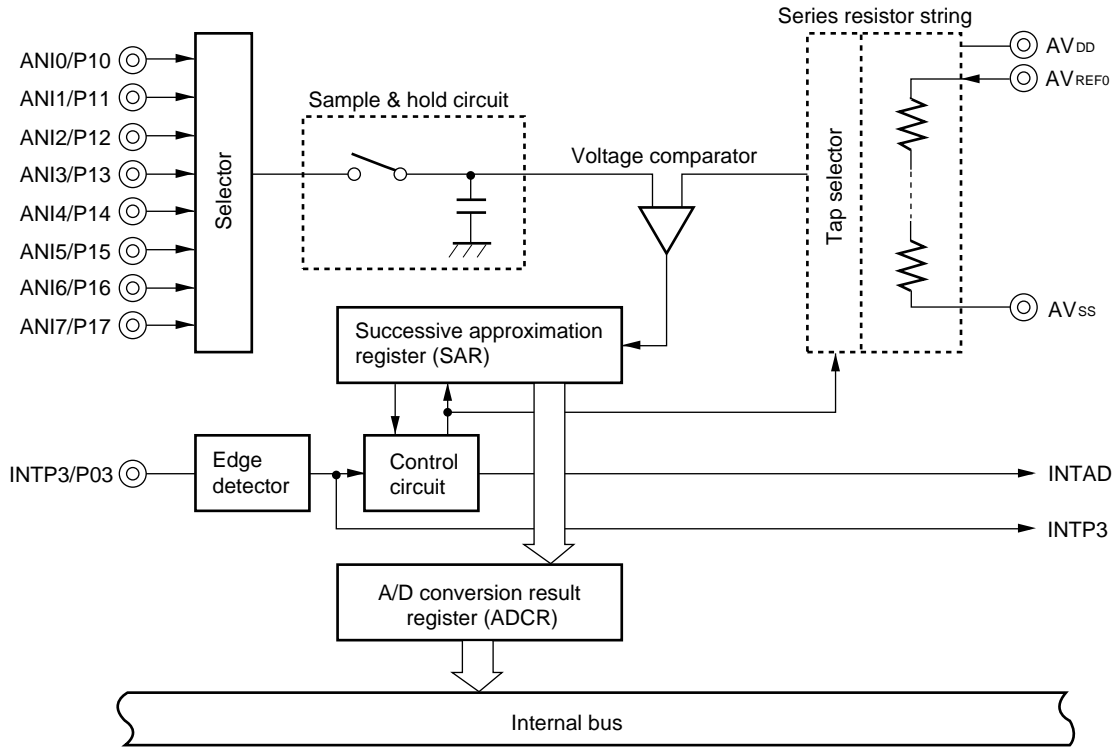 Series resistor string
ANI0/P10
ANI1/P11
ANI2/P12
ANI3/P13
ANI4/P14
ANI5/P15
ANI6/P16
ANI7/P17
Selector
Sample & hold circuit
Voltage comparator
Tap selector
AVDD
AVREF0
AVSS
Successive approximation
register (SAR)
INTP3/P03
Edge
detector
Control
circuit
INTAD
INTP3
A/D conversion result
register (ADCR)
Internal bus